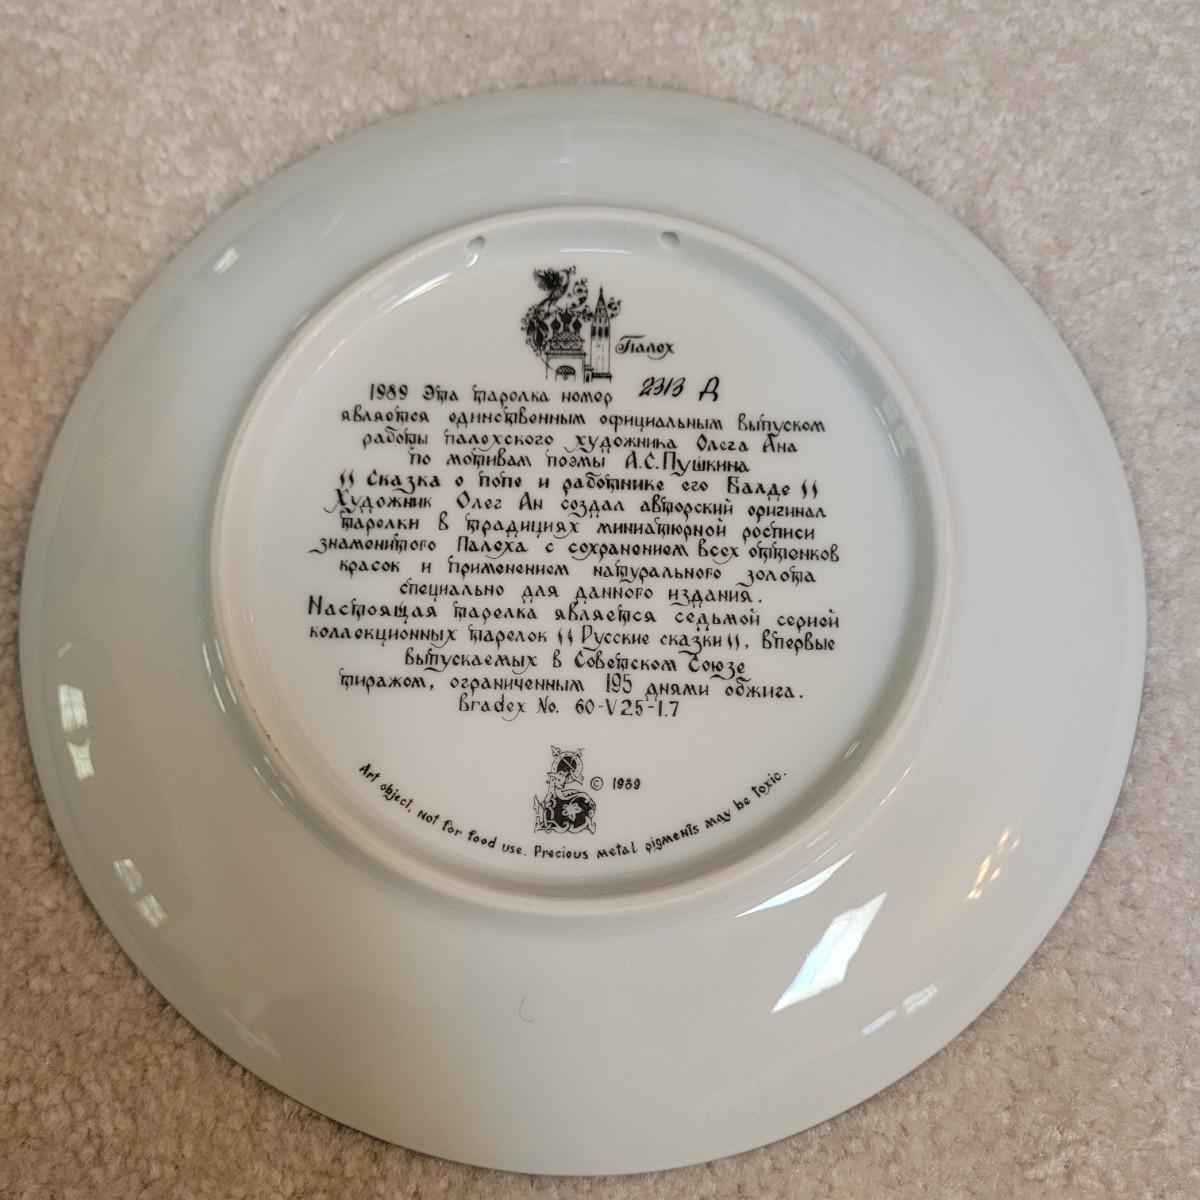 Палех
1989 Эта тарелка номер 2313 Д
является единственным официальным выпуском
работы палехского художника Олега Ана
по мотивам поэмы А.С.Пушкина
"Сказка о попе и работнике его Балде"
Художник Олег Ан создал авторский оригинал
тарелки в традициях миниатюрной росписи
знаменитого Палеха с сохранением всех оттенков
красок и применением натурального золота
специально для данного издания.
Настоящая тарелка является седьмой серией
коллекционных тарелок "Русские сказки", впервые
выпускаемых в Советском Союзе
тиражом, ограниченным 195 днями обжига.
Bradex No. 60-V25-1.7
© 1989
Art object, not for food use. Precious metal pigments may be toxic.